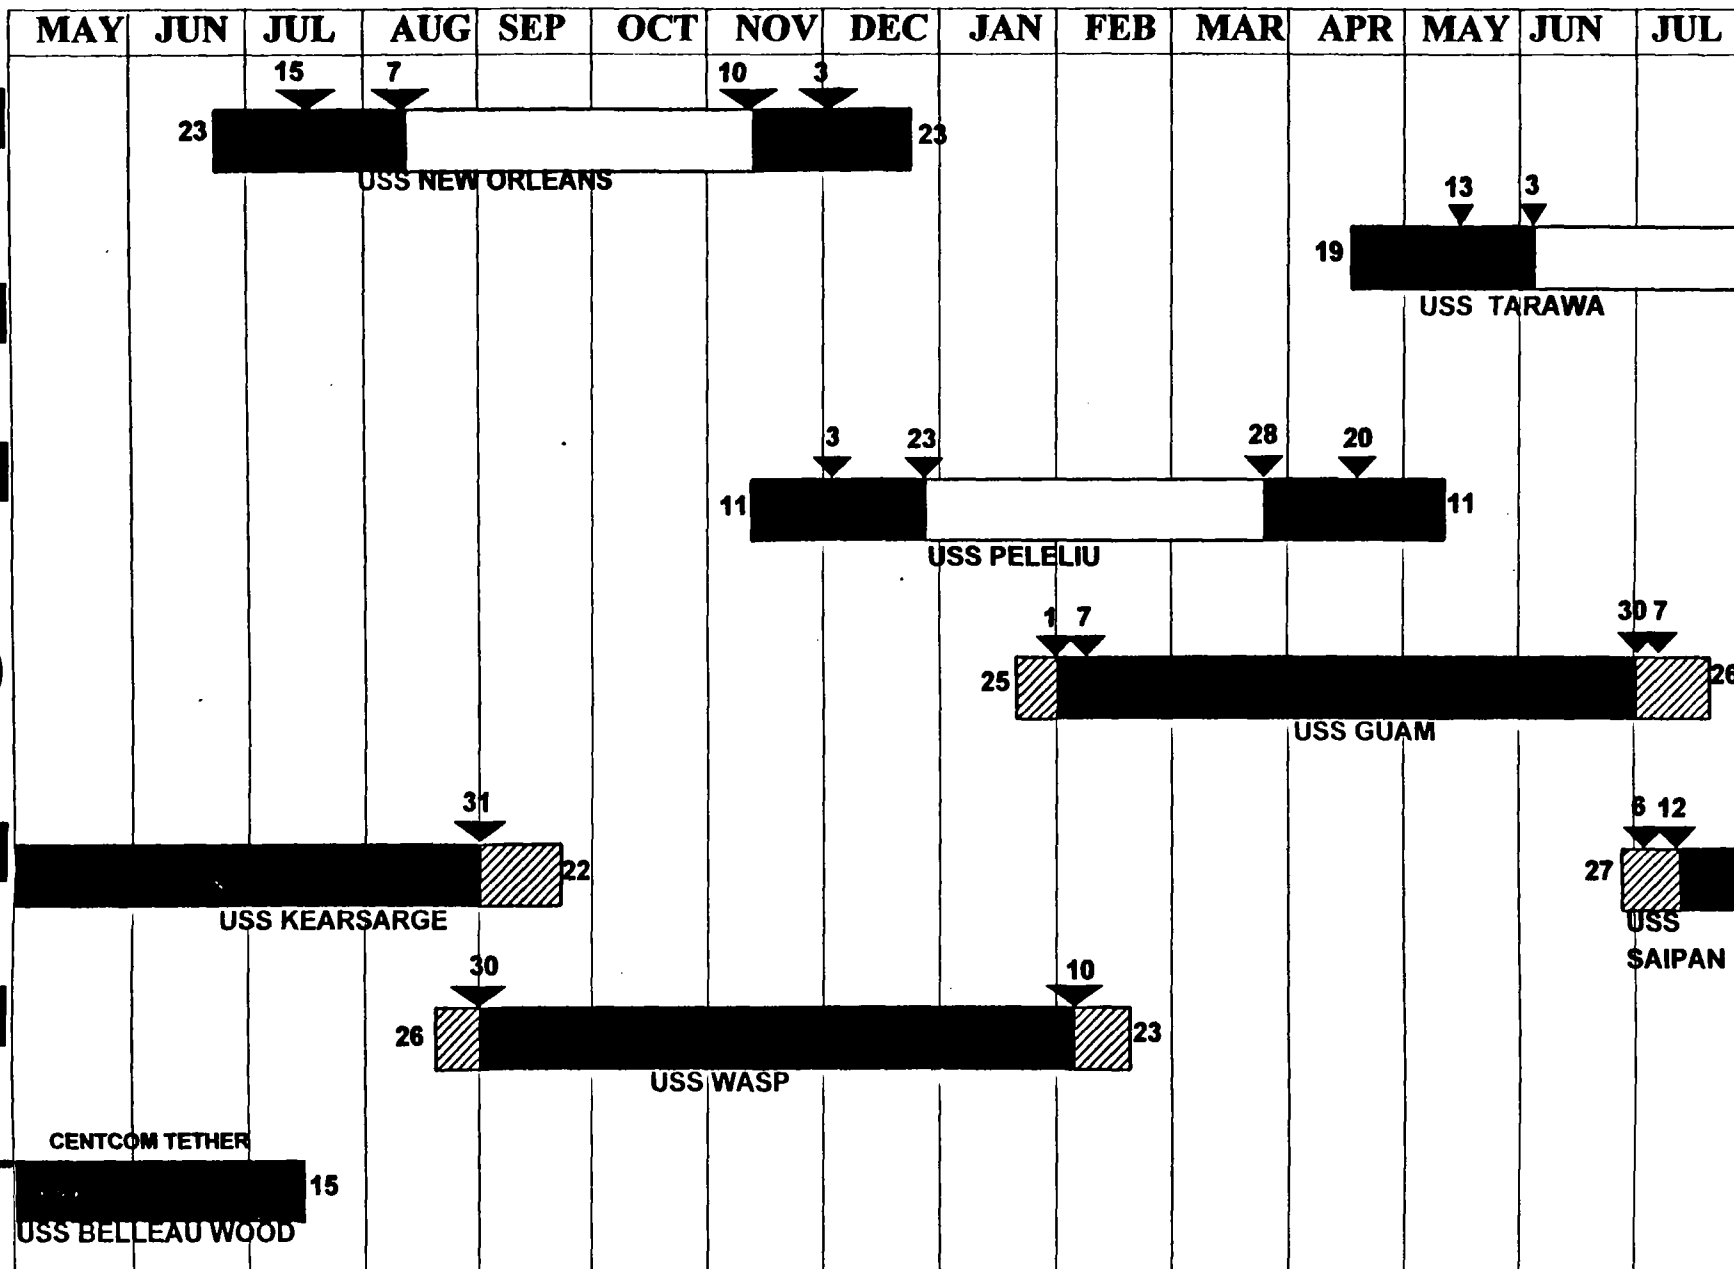 MAY JUN JUL AUG SEP OCT NOV DEC JAN FEB MAR APR MAY JUN JUL
15 7 10 3
23 23
USS NEW ORLEANS
13 3
19
USS TARAWA
3 23 28 20
11 11
USS PELELIU
1 7 30 7
25 26
USS GUAM
31 6 12
22 27
USS KEARSARGE USS
SAIPAN
30 10
26 23
USS WASP
CENTCOM TETHER
15
USS BELLEAU WOOD